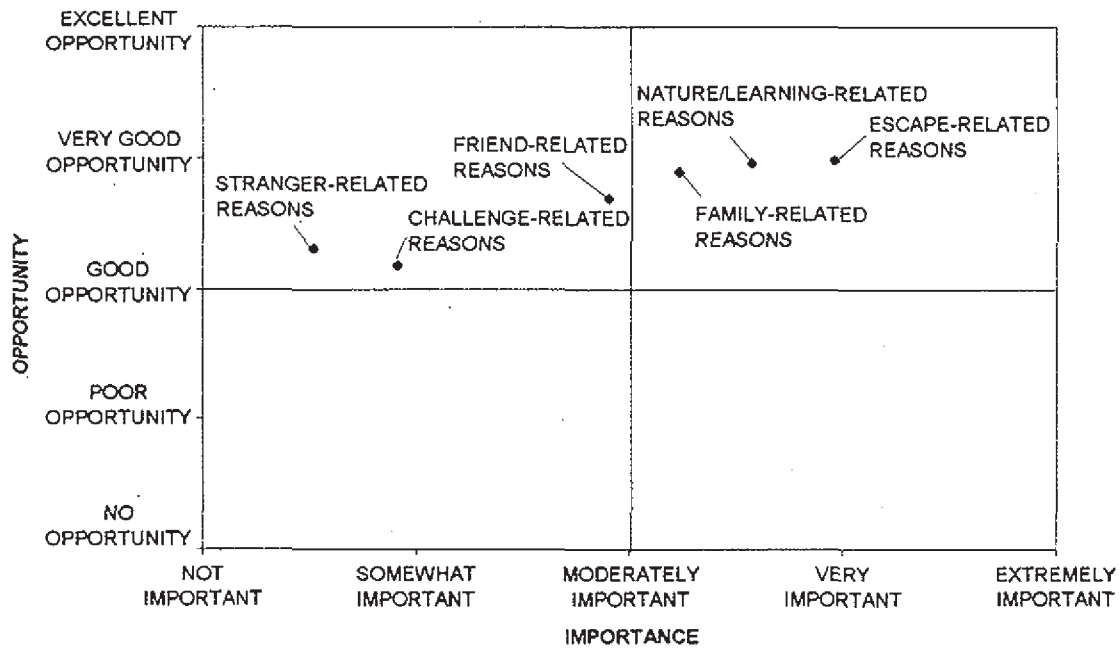 EXCELLENT
OPPORTUNITY
VERY GOOD
OPPORTUNITY
GOOD
OPPORTUNITY
POOR
OPPORTUNITY
NO
OPPORTUNITY
OPPORTUNITY
STRANGER-RELATED
REASONS
CHALLENGE-RELATED
REASONS
FRIEND-RELATED
REASONS
NATURE/LEARNING-RELATED
REASONS
ESCAPE-RELATED
REASONS
FAMILY-RELATED
REASONS
NOT
IMPORTANT
SOMEWHAT
IMPORTANT
MODERATELY
IMPORTANT
VERY
IMPORTANT
EXTREMELY
IMPORTANT
IMPORTANCE